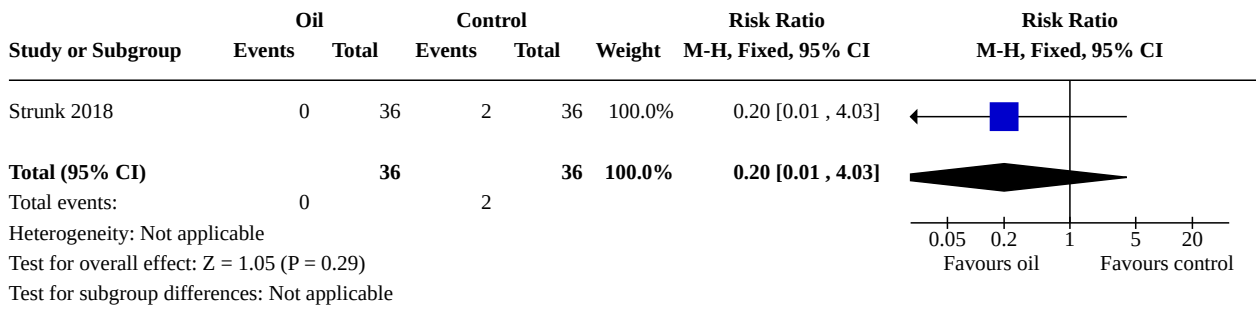 Oil Control Risk Ratio Risk Ratio
Study or Subgroup Events Total Events Total Weight M-H, Fixed, 95% CI M-H, Fixed, 95% CI
Strunk 2018 0 36 2 36 100.0% 0.20 [0.01 , 4.03]
Total (95% CI) 36 36 100.0% 0.20 [0.01 , 4.03]
Total events: 0 2
Heterogeneity: Not applicable
0.05 0.2 1 5 20
Test for overall effect: Z = 1.05 (P = 0.29)
Favours oil Favours control
Test for subgroup differences: Not applicable